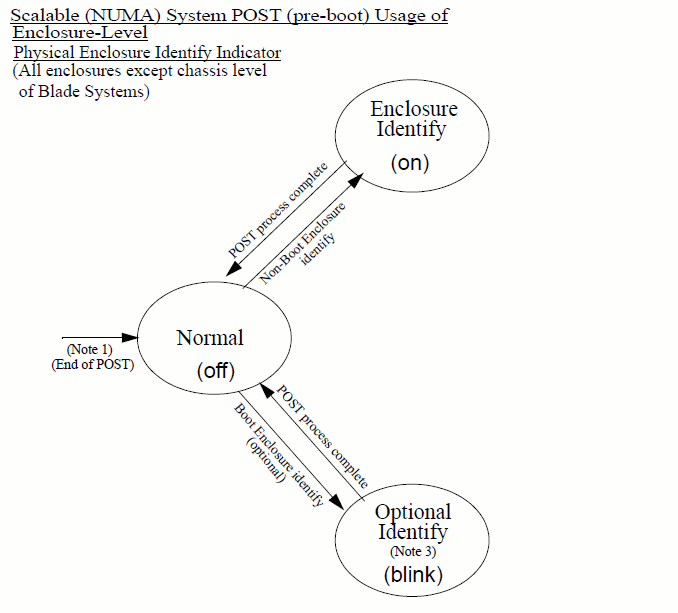 Scalable (NUMA) System POST (pre-boot) Usage of
Enclosure-Level
Physical Enclosure Identify Indicator
(All enclosures except chassis level
of Blade Systems)
Enclosure
Identify
(on)
POST process complete
Non-Boot Enclosure
identify
Normal
(off)
(Note 1)
(End of POST)
POST process complete
Boot Enclosure identify
(optional)
Optional
Identify
(Note 3)
(blink)